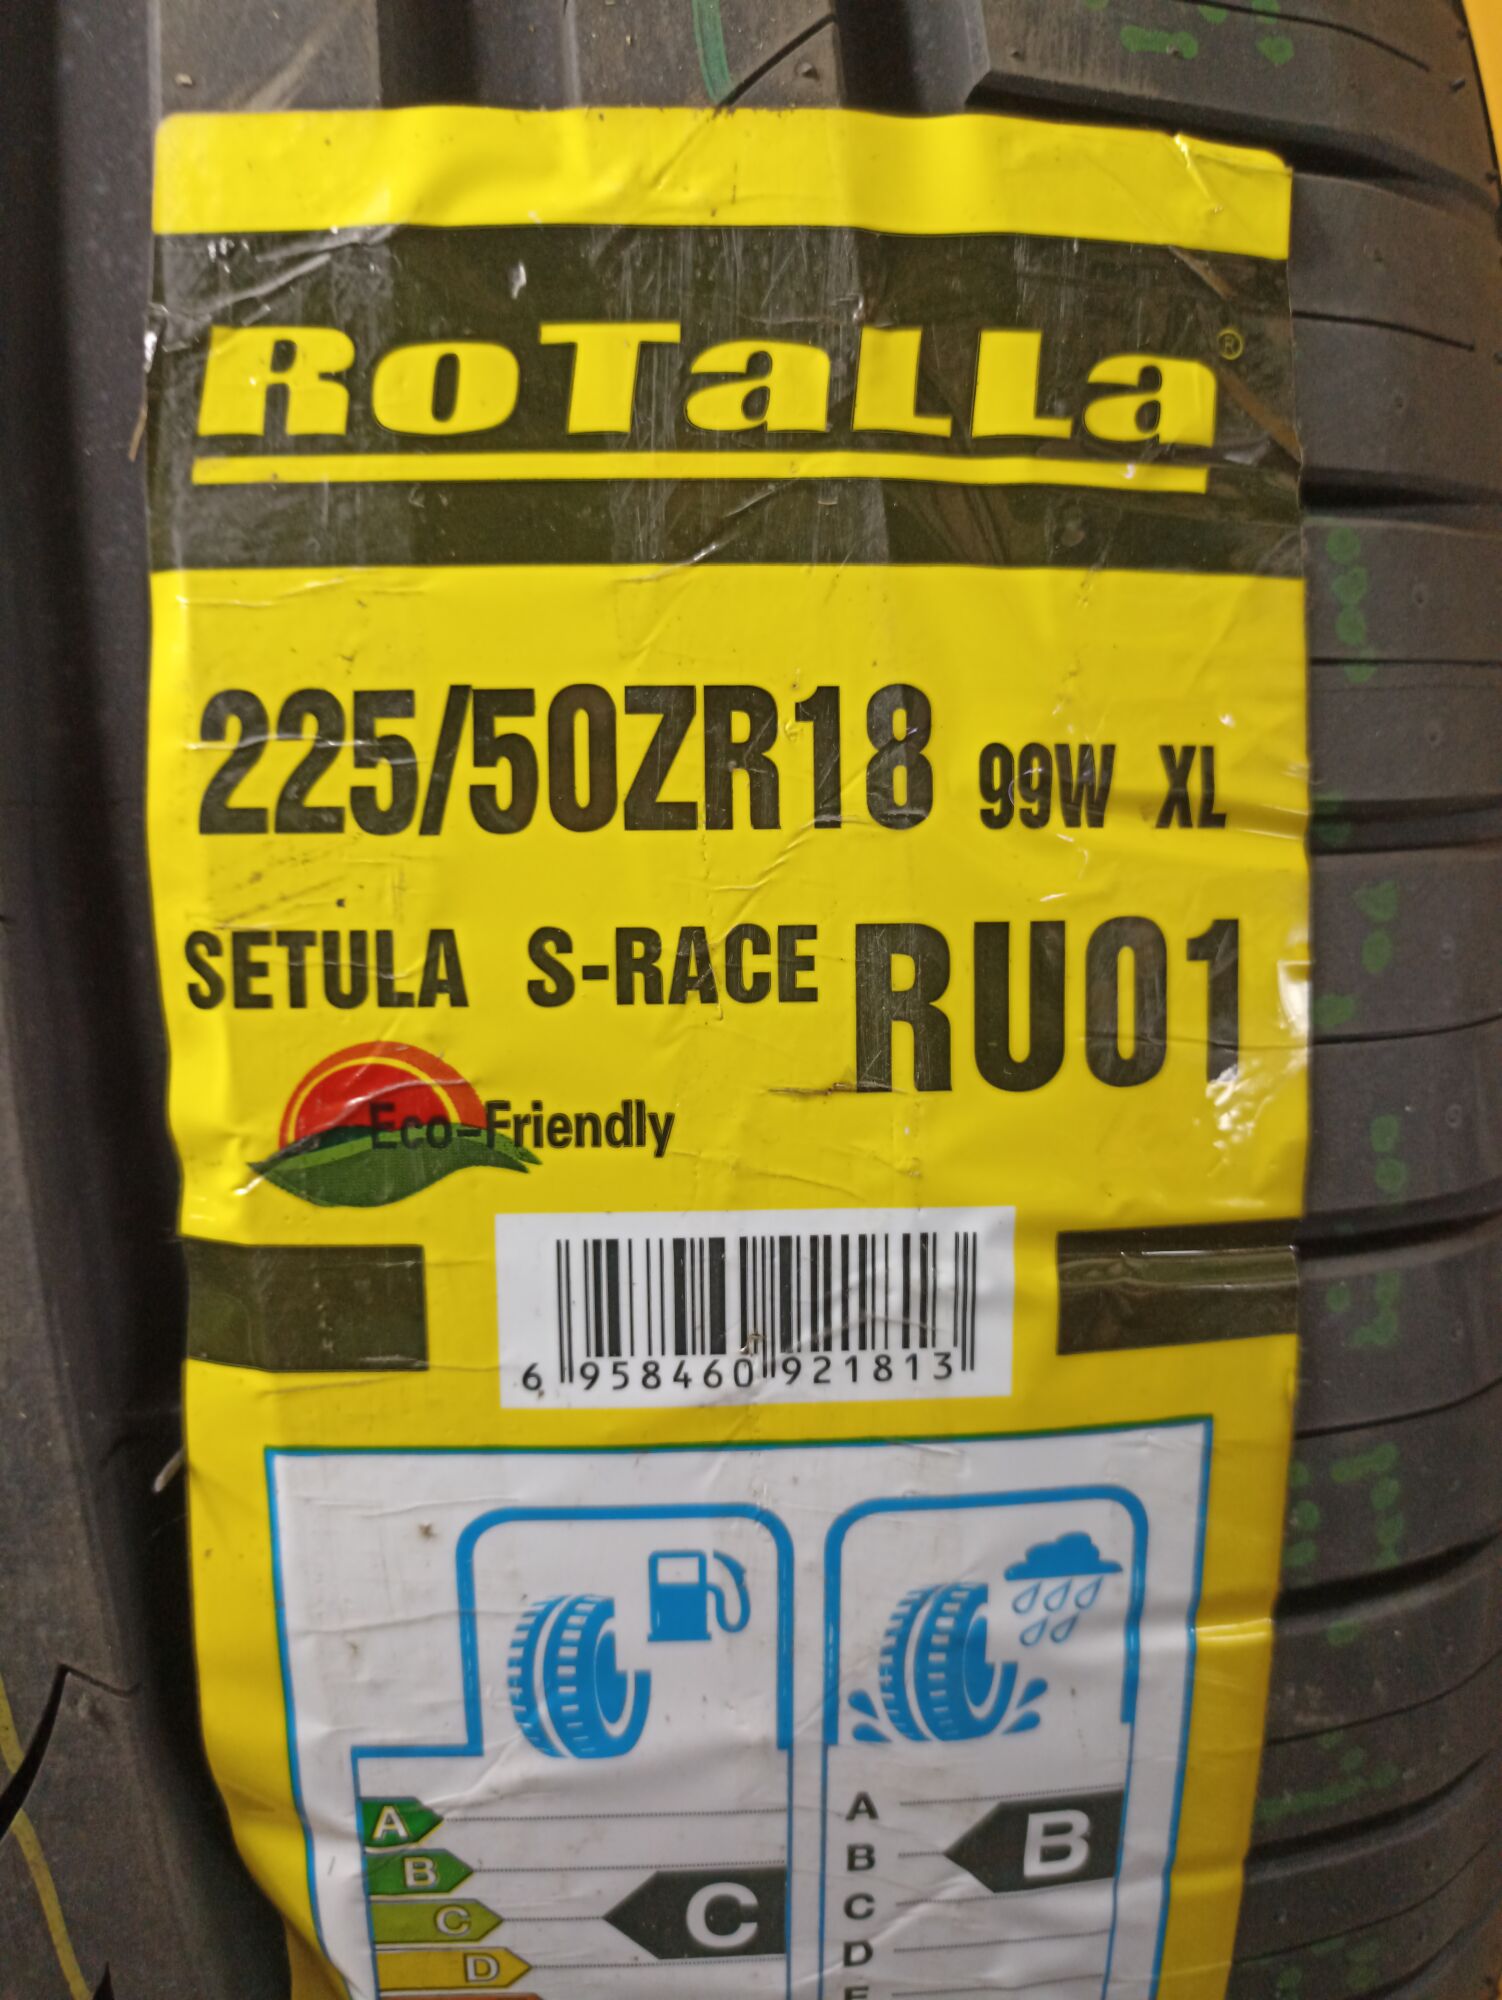 RoTaLLa®
225/50ZR18 99W XL
SETULA S-RACE RU01
Eco-Friendly
6 958460 921813
A
B
C
D
C
A
B
C
D
E
B